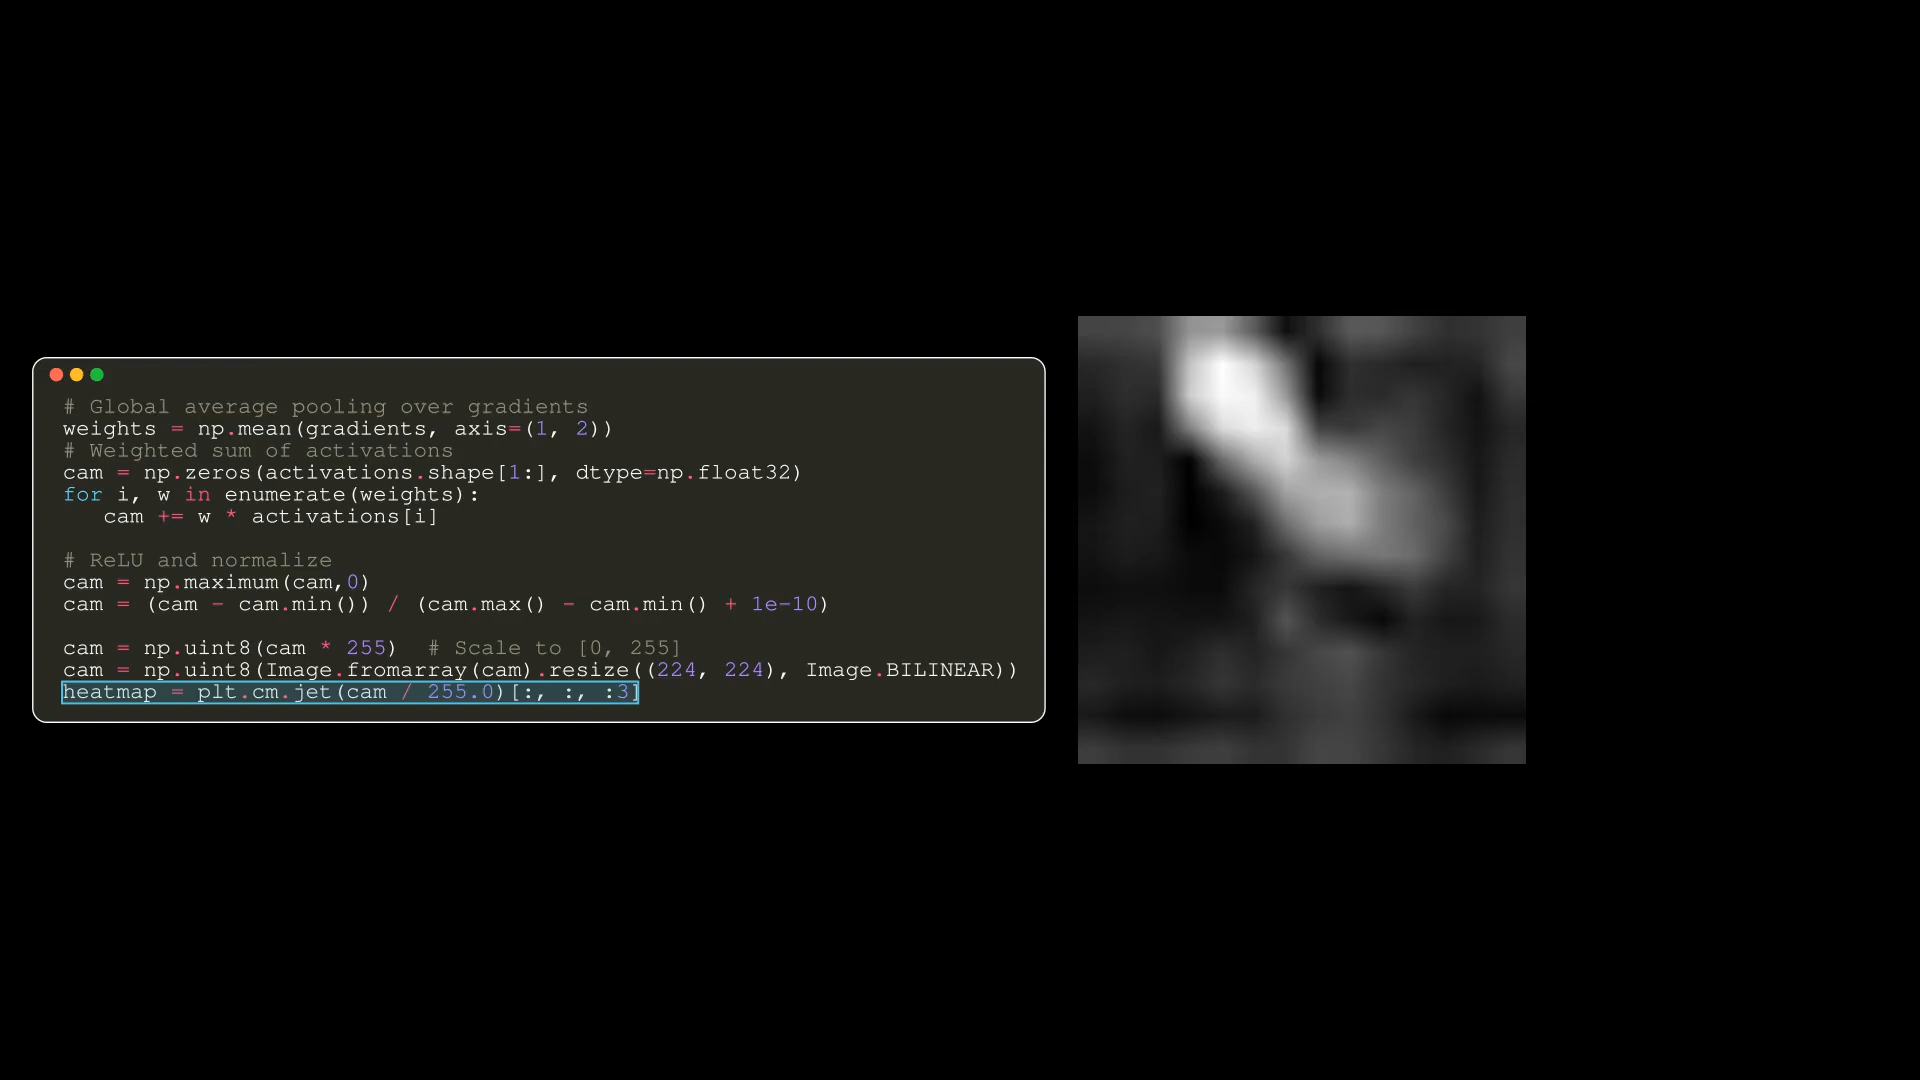 # Global average pooling over gradients
weights = np.mean(gradients, axis=(1, 2))
# Weighted sum of activations
cam = np.zeros(activations.shape[1:], dtype=np.float32)
for i, w in enumerate(weights):
   cam += w * activations[i]

# ReLU and normalize
cam = np.maximum(cam,0)
cam = (cam - cam.min()) / (cam.max() - cam.min() + 1e-10)

cam = np.uint8(cam * 255)  # Scale to [0, 255]
cam = np.uint8(Image.fromarray(cam).resize((224, 224), Image.BILINEAR))
heatmap = plt.cm.jet(cam / 255.0)[:, :, :3]